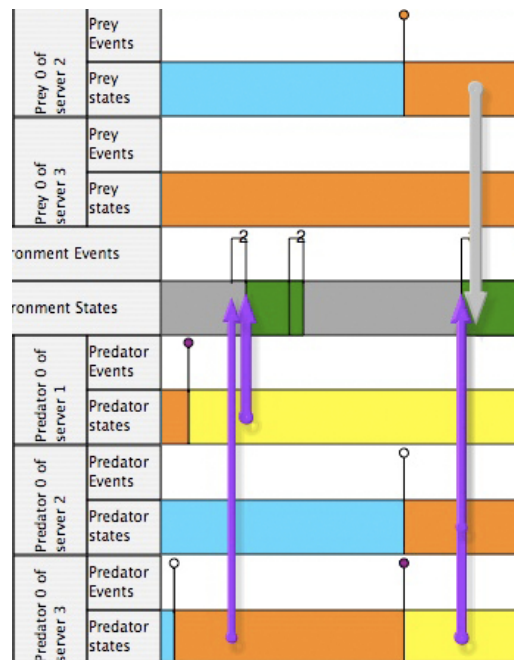 Prey 0 of
server 2
Prey
Events
Prey
states
Prey 0 of
server 3
Prey
Events
Prey
states
ronment Events
2
2
ronment States
Predator 0 of
server 1
Predator
Events
Predator
states
Predator 0 of
server 2
Predator
Events
Predator
states
Predator 0 of
server 3
Predator
Events
Predator
states